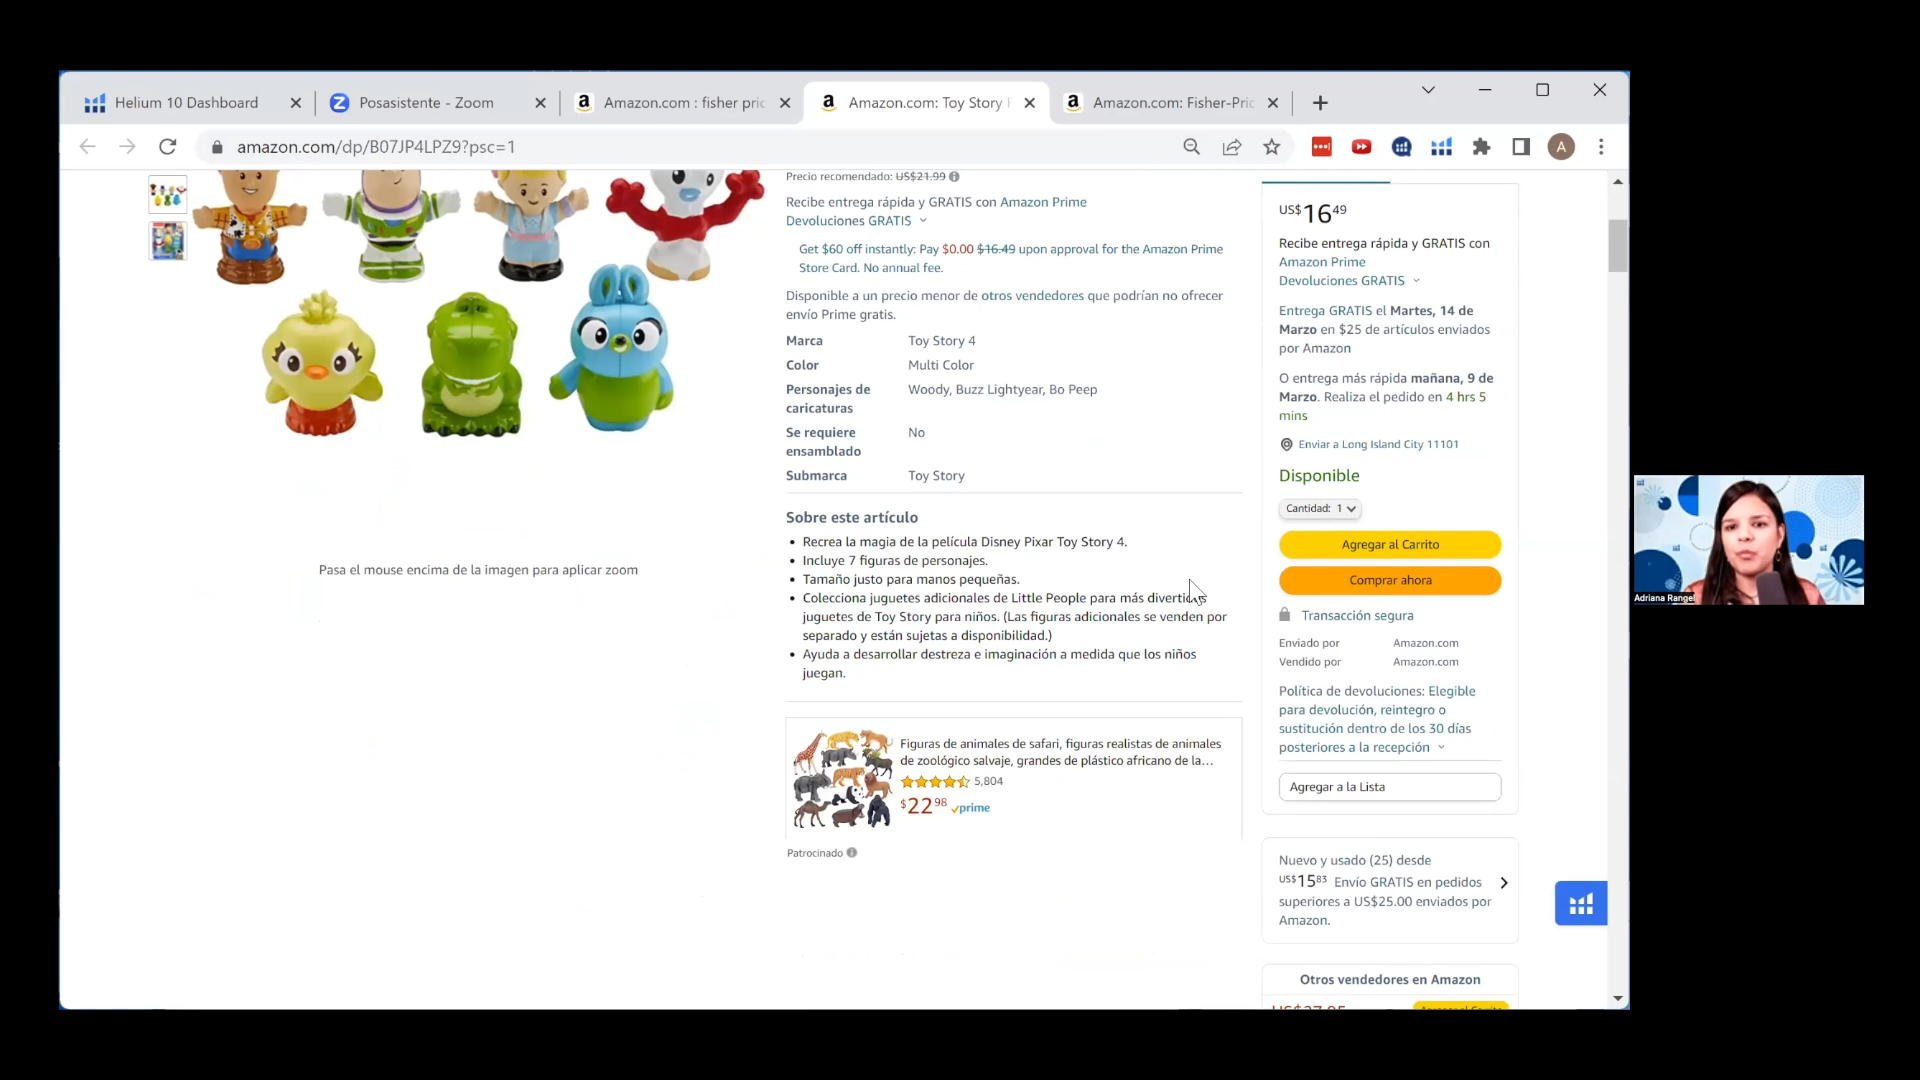 Helium 10 Dashboard
Posasistente - Zoom
Amazon.com : fisher pric
Amazon.com: Toy Story F
Amazon.com: Fisher-Pric
amazon.com/dp/B07JP4LPZ9?psc=1
A
Precio recomendado: US$21.99
Recibe entrega rápida y GRATIS con Amazon Prime
Devoluciones GRATIS
Get $60 off instantly: Pay $0.00 $16.49 upon approval for the Amazon Prime
Store Card. No annual fee.
Disponible a un precio menor de otros vendedores que podrían no ofrecer
envío Prime gratis.
Marca Toy Story 4
Color Multi Color
Personajes de Woody, Buzz Lightyear, Bo Peep
caricaturas
Se requiere No
ensamblado
Submarca Toy Story
Sobre este artículo
• Recrea la magia de la película Disney Pixar Toy Story 4.
• Incluye 7 figuras de personajes.
• Tamaño justo para manos pequeñas.
• Colecciona juguetes adicionales de Little People para más divertidos
juguetes de Toy Story para niños. (Las figuras adicionales se venden por
separado y están sujetas a disponibilidad.)
• Ayuda a desarrollar destreza e imaginación a medida que los niños
juegan.
Pasa el mouse encima de la imagen para aplicar zoom
Figuras de animales de safari, figuras realistas de animales
de zoológico salvaje, grandes de plástico africano de la...
5,804
$22 98 prime
Patrocinado
US$16 49
Recibe entrega rápida y GRATIS con
Amazon Prime
Devoluciones GRATIS
Entrega GRATIS el Martes, 14 de
Marzo en $25 de artículos enviados
por Amazon
O entrega más rápida mañana, 9 de
Marzo. Realiza el pedido en 4 hrs 5
mins
Enviar a Long Island City 11101
Disponible
Cantidad: 1
Agregar al Carrito
Comprar ahora
Transacción segura
Enviado por Amazon.com
Vendido por Amazon.com
Política de devoluciones: Elegible
para devolución, reintegro o
sustitución dentro de los 30 días
posteriores a la recepción
Agregar a la Lista
Nuevo y usado (25) desde
US$15 83 Envío GRATIS en pedidos
superiores a US$25.00 enviados por
Amazon.
Otros vendedores en Amazon
Adriana Rangel